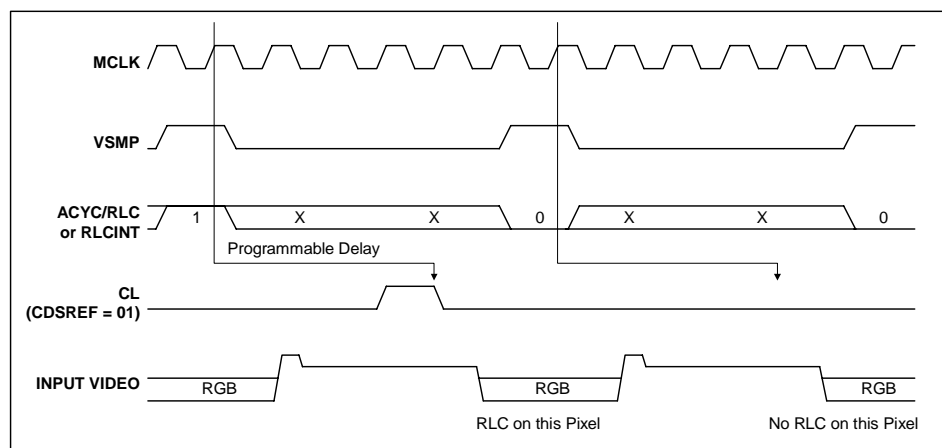 MCLK
VSMP
ACYC/RLC
or RLCINT
1 X X 0 X X 0
Programmable Delay
CL
(CDSREF = 01)
INPUT VIDEO
RGB RGB RGB
RLC on this Pixel No RLC on this Pixel